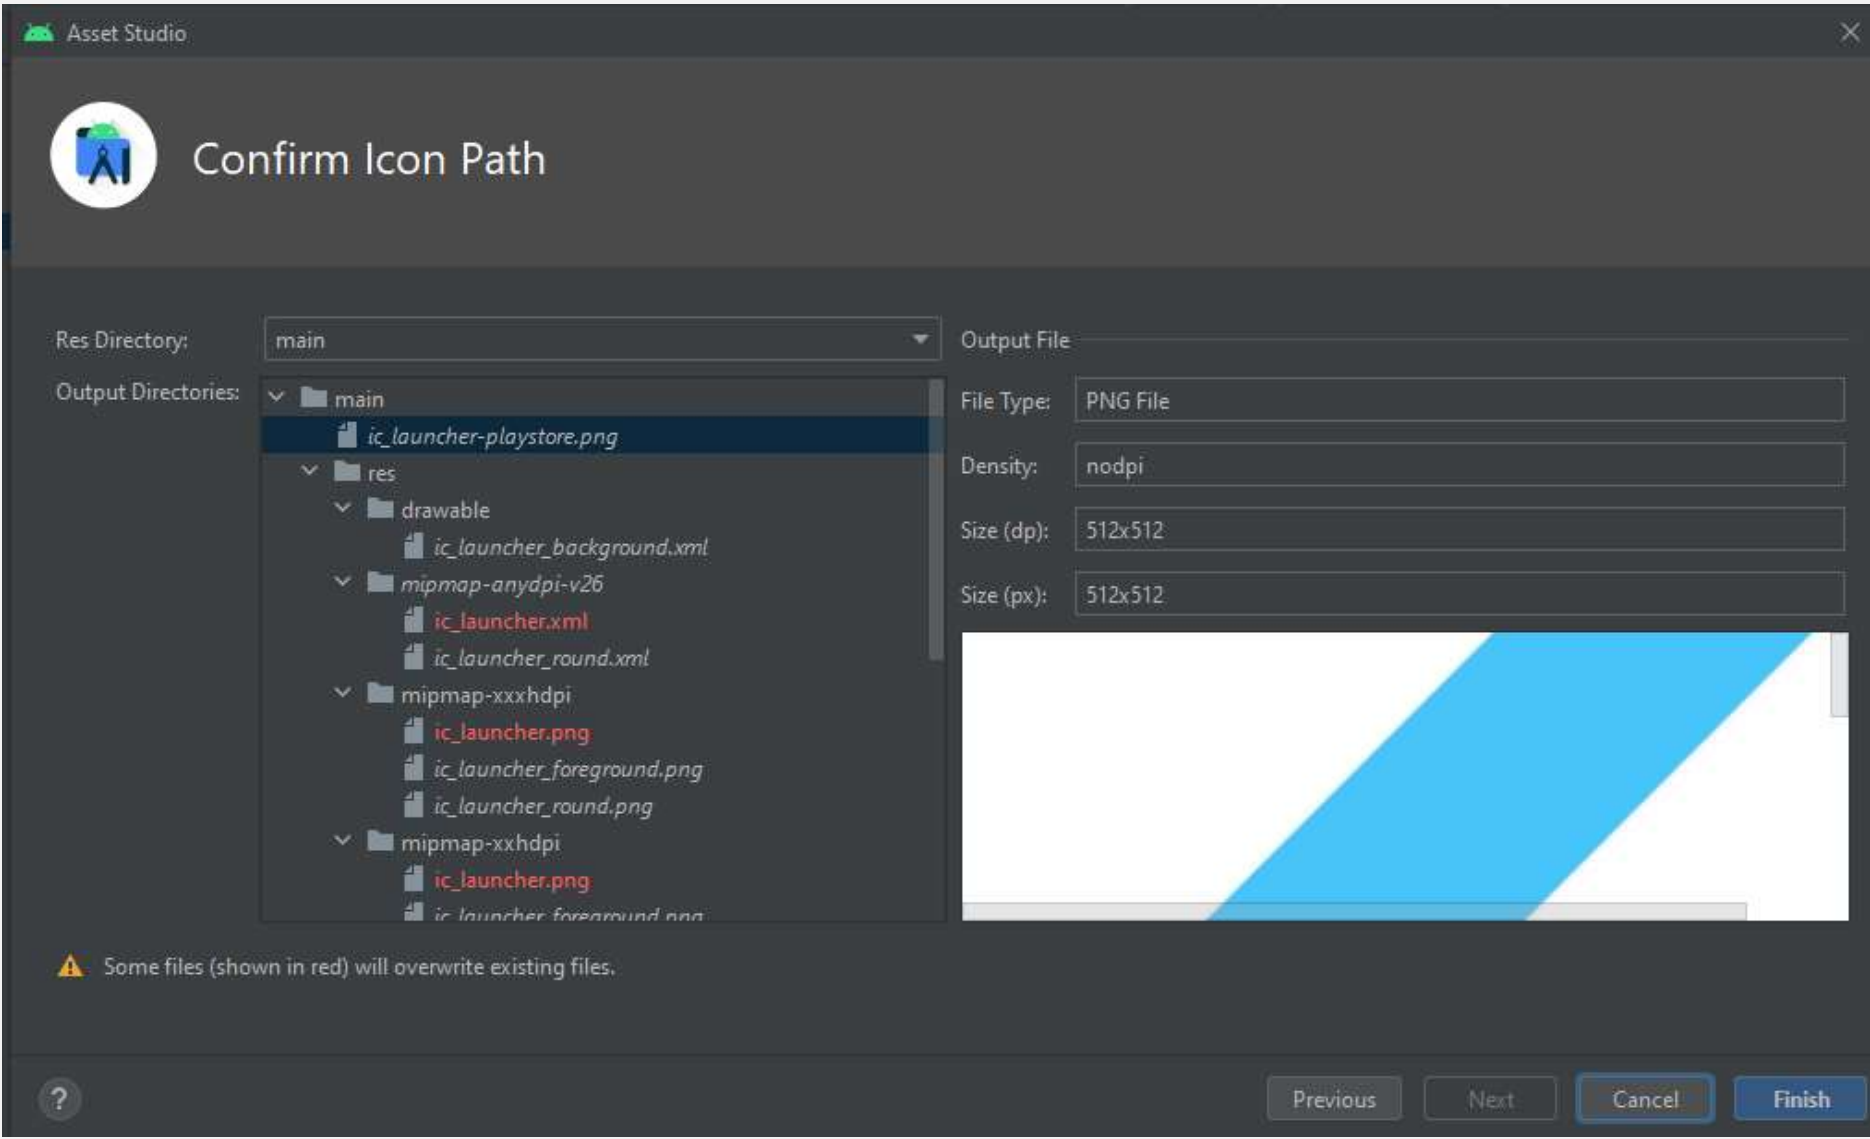 Asset Studio
Confirm Icon Path
Res Directory:
main
Output Directories:
main
ic_launcher-playstore.png
res
drawable
ic_launcher_background.xml
mipmap-anydpi-v26
ic_launcher.xml
ic_launcher_round.xml
mipmap-xxxhdpi
ic_launcher.png
ic_launcher_foreground.png
ic_launcher_round.png
mipmap-xxhdpi
ic_launcher.png
ic_launcher_foreground.png
Output File
File Type:
PNG File
Density:
nodpi
Size (dp):
512x512
Size (px):
512x512
Some files (shown in red) will overwrite existing files.
?
Previous
Next
Cancel
Finish